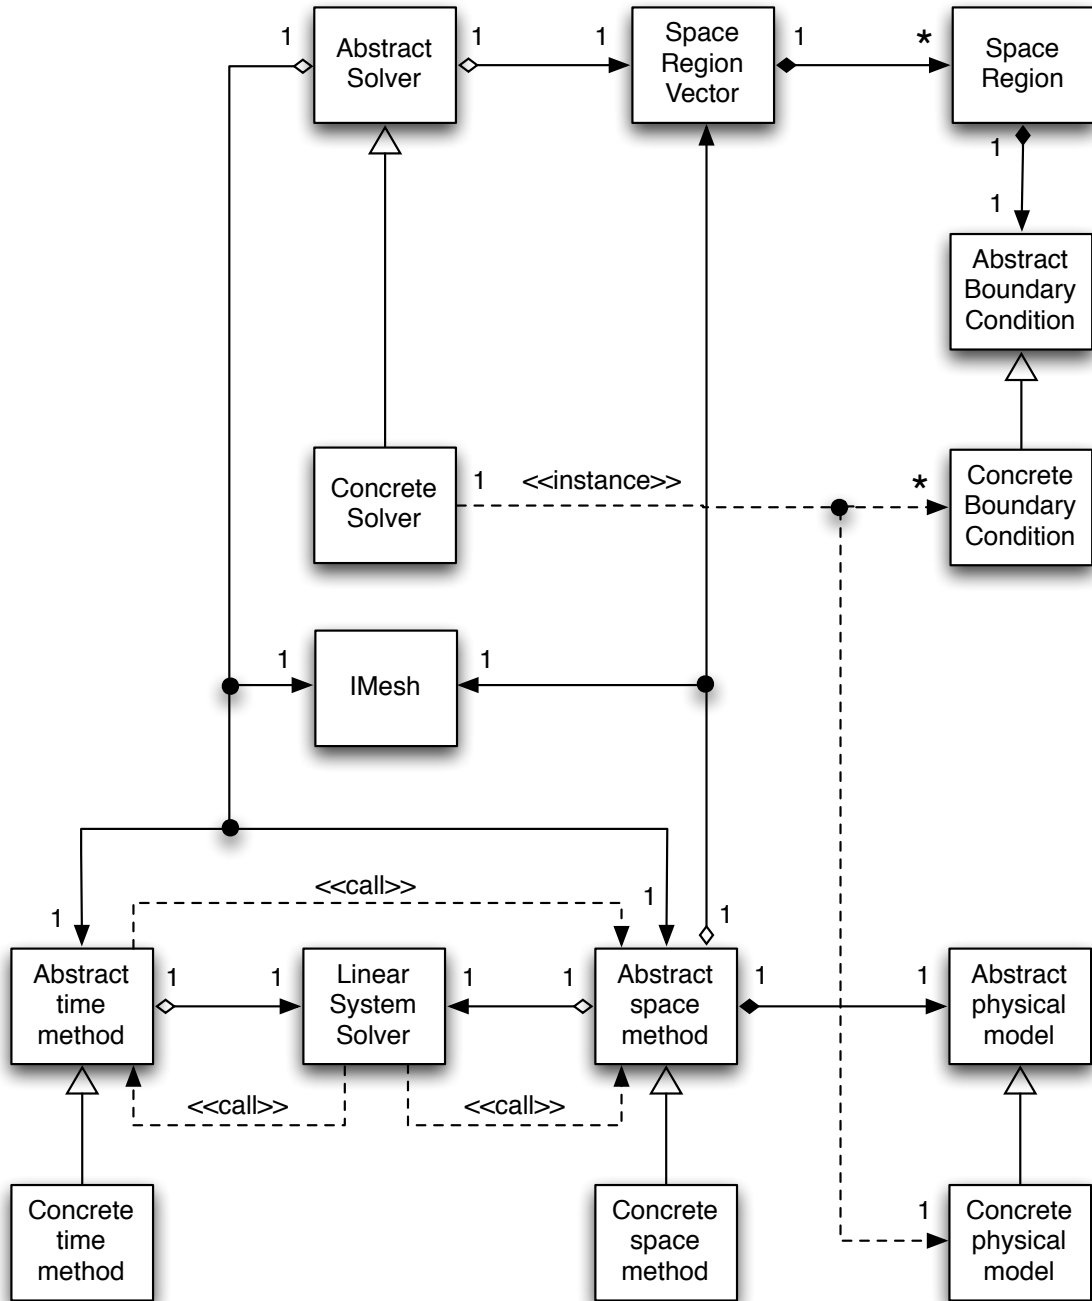 1
Abstract
Solver
1
1
Space
Region
Vector
1
*
Space
Region
1
1
Abstract
Boundary
Condition
Concrete
Solver
1
<<instance>>
*
Concrete
Boundary
Condition
1
IMesh
1
<<call>>
1
1
1
Abstract
time
method
1
1
Linear
System
Solver
1
1
Abstract
space
method
1
1
Abstract
physical
model
<<call>>
<<call>>
Concrete
time
method
Concrete
space
method
1
Concrete
physical
model